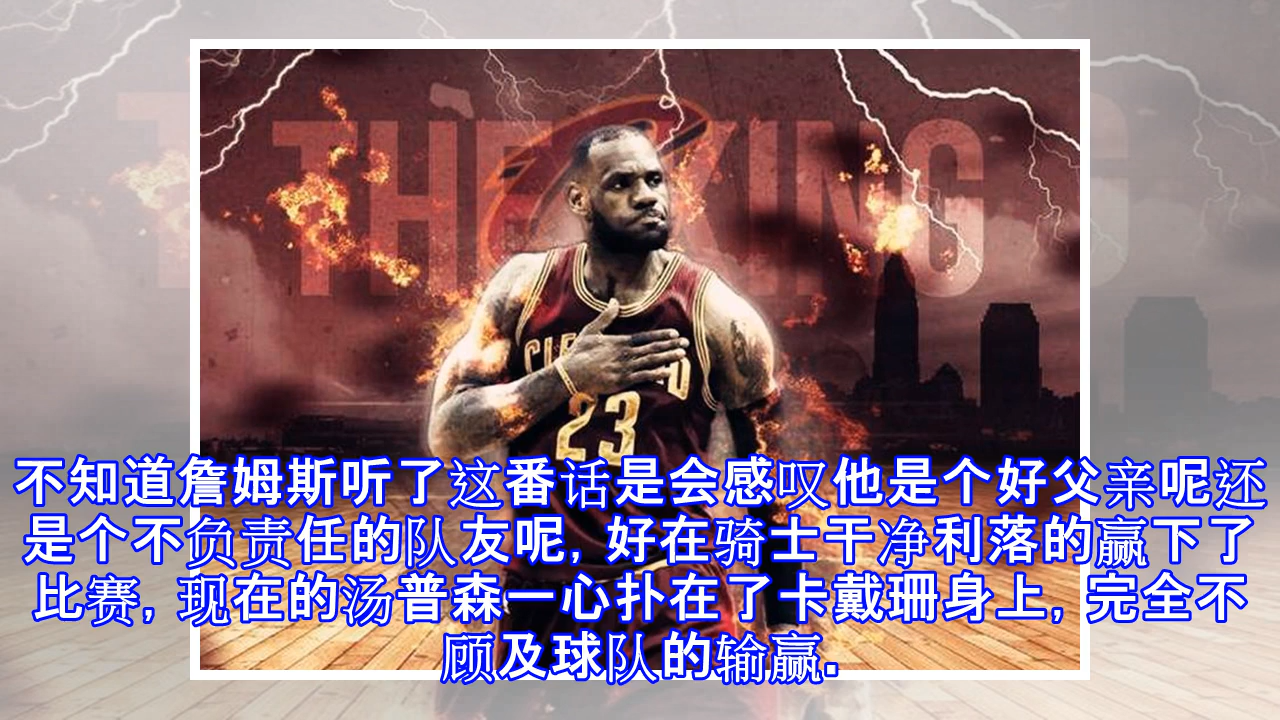 THE KING
CLEVELAND
23
不知道詹姆斯听了这番话是会感叹他是个好父亲呢还
是个不负责任的队友呢, 好在骑士干净利落的赢下了
比赛, 现在的汤普森一心扑在了卡戴珊身上, 完全不
顾及球队的输赢.